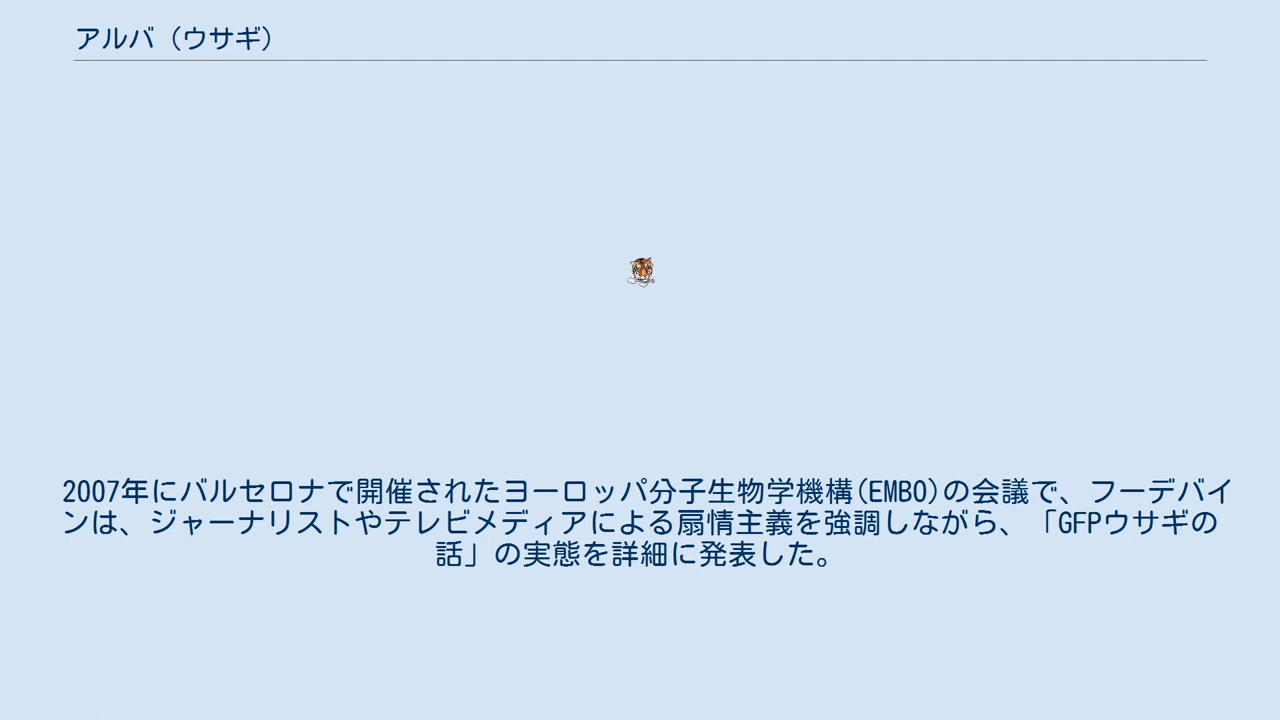 アルバ（ウサギ）
2007年にバルセロナで開催されたヨーロッパ分子生物学機構(EMBO)の会議で、フーデバイ
ンは、ジャーナリストやテレビメディアによる扇情主義を強調しながら、「GFPウサギの
話」の実態を詳細に発表した。